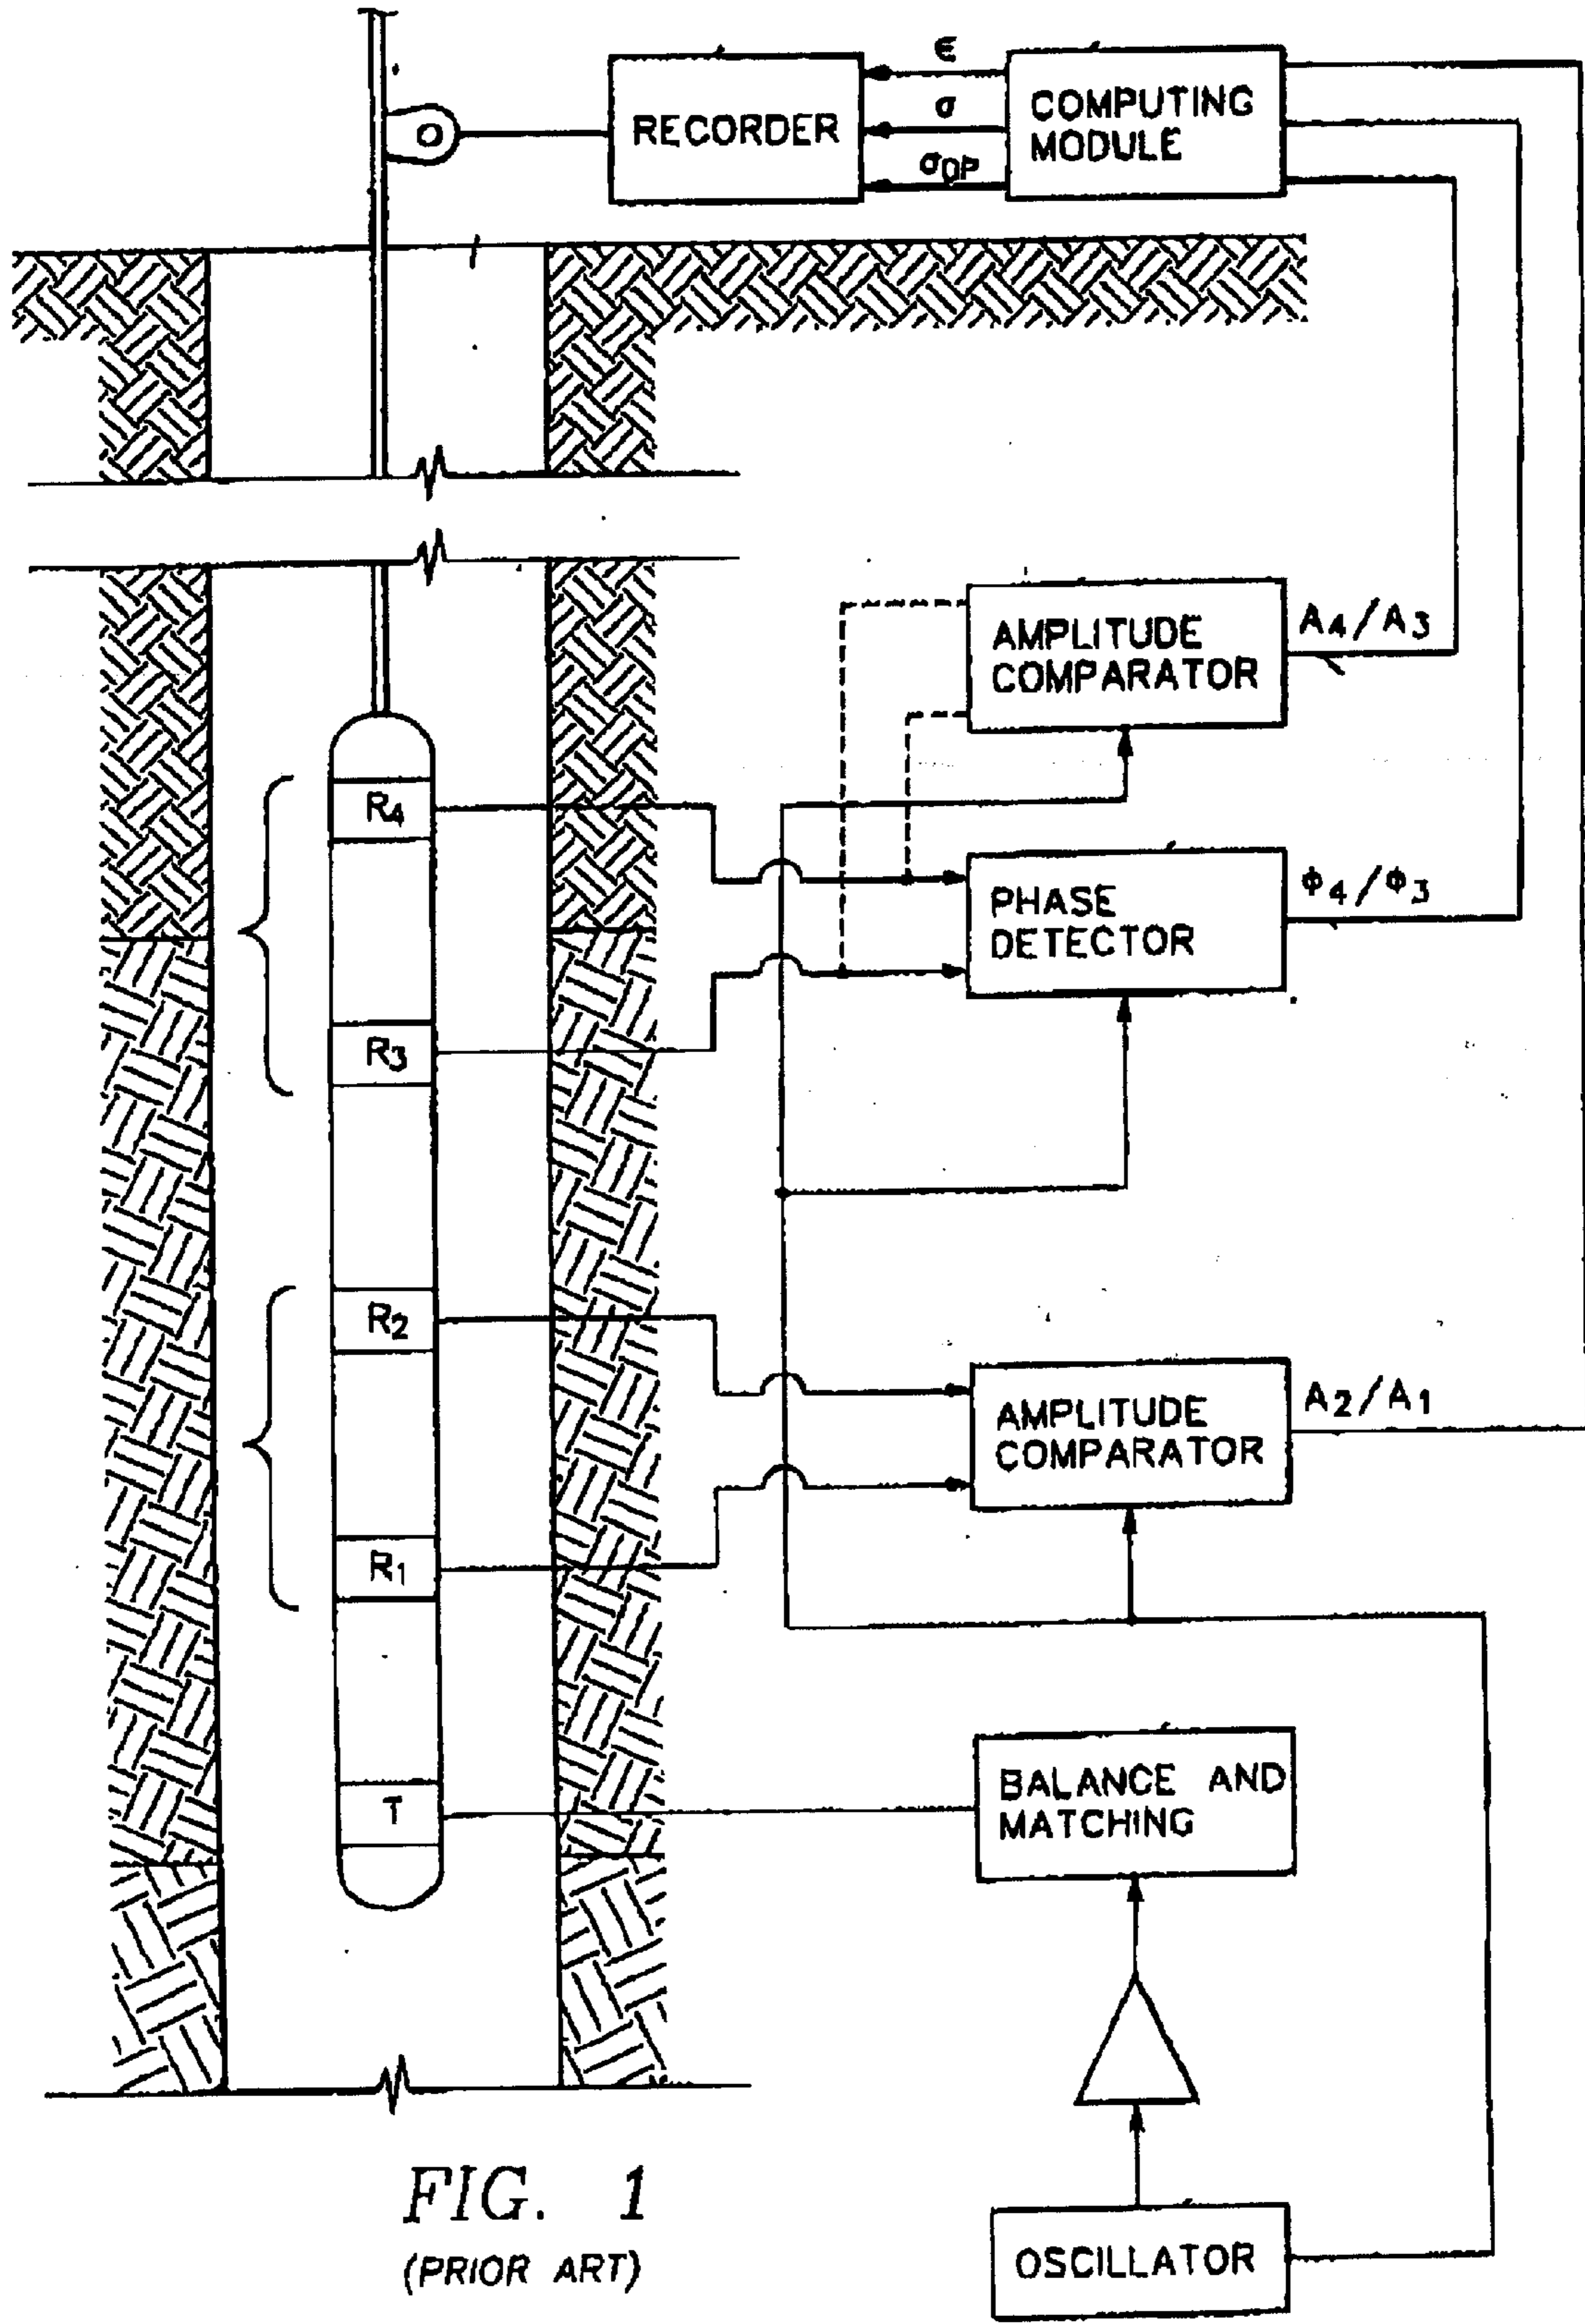 ϵ
RECORDER
σ
COMPUTING
MODULE
σDP
AMPLITUDE
COMPARATOR
A4/A3
R4
PHASE
DETECTOR
ϕ4/ϕ3
R3
R2
AMPLITUDE
COMPARATOR
A2/A1
R1
BALANCE AND
MATCHING
T
FIG. 1
(PRIOR ART)
OSCILLATOR